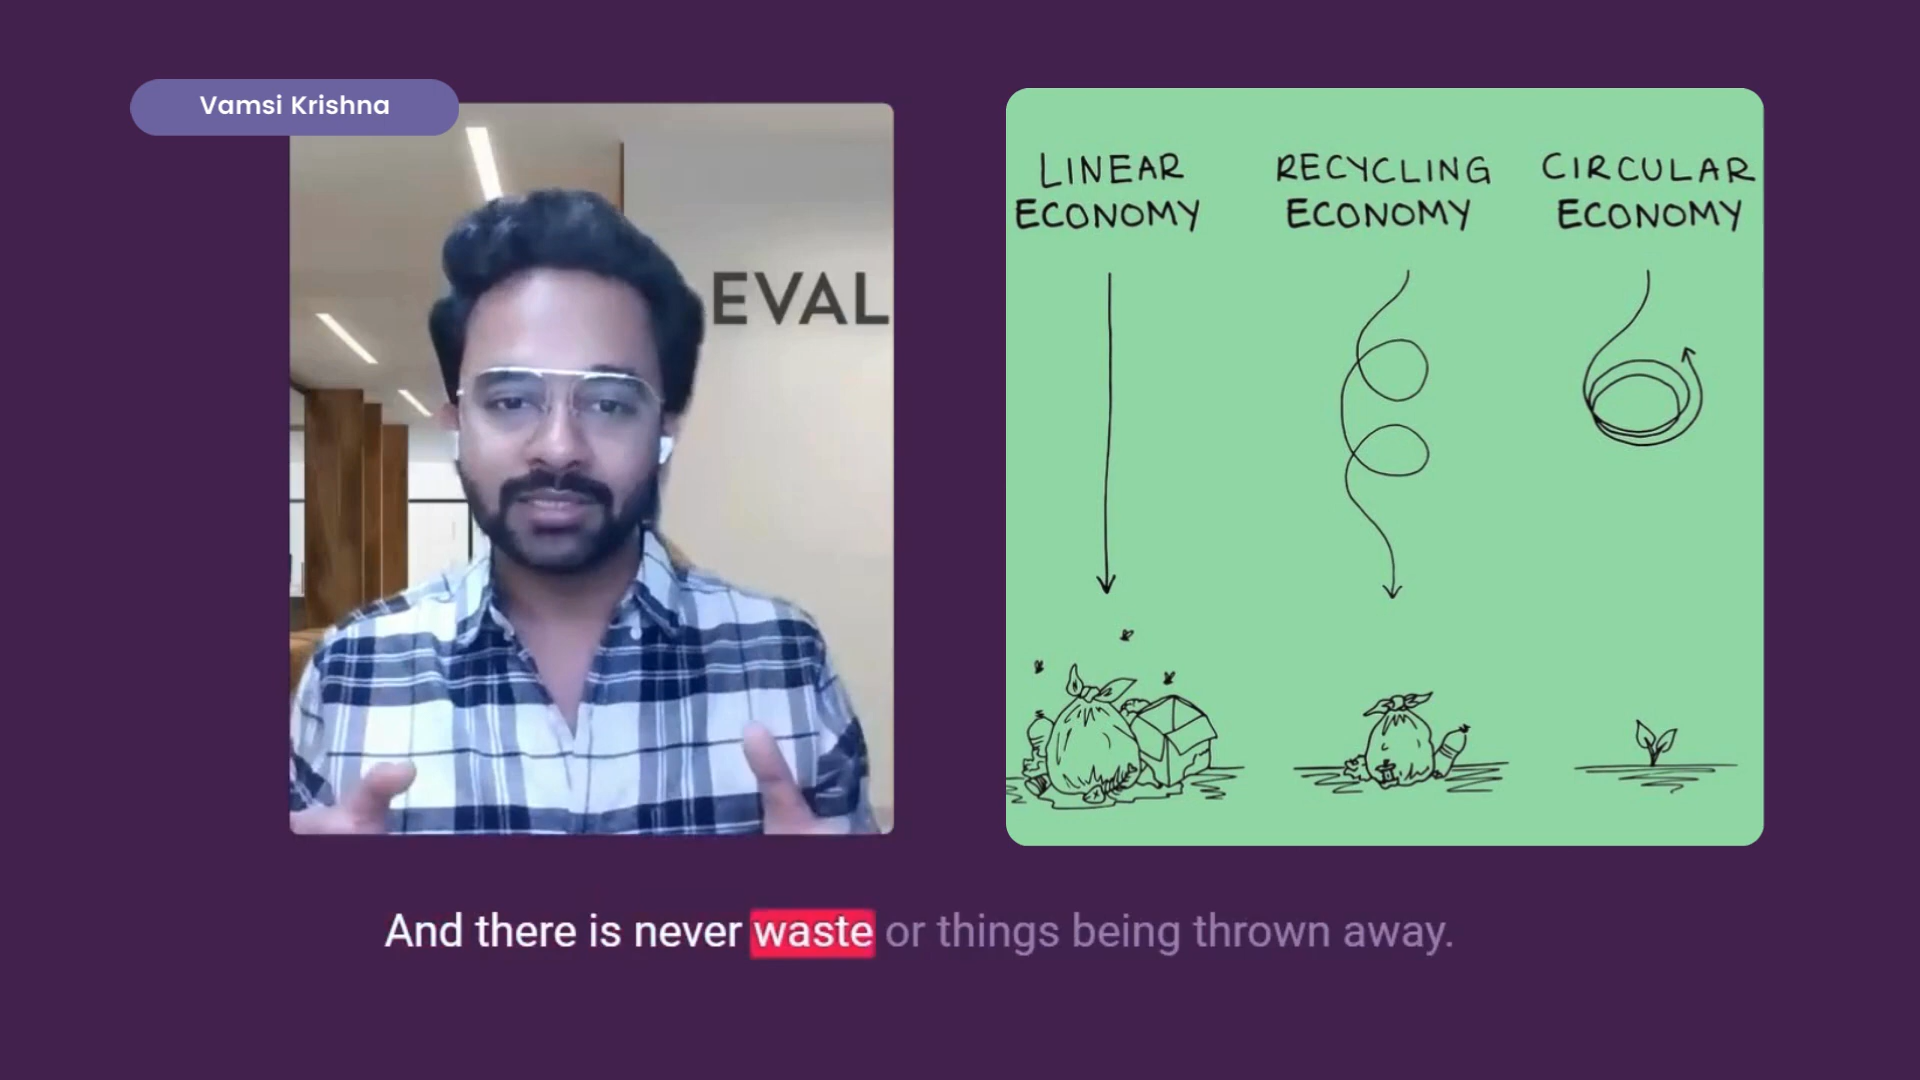 Vamsi Krishna
EVAL
LINEAR
ECONOMY
RECYCLING
ECONOMY
CIRCULAR
ECONOMY
And there is never waste or things being thrown away.